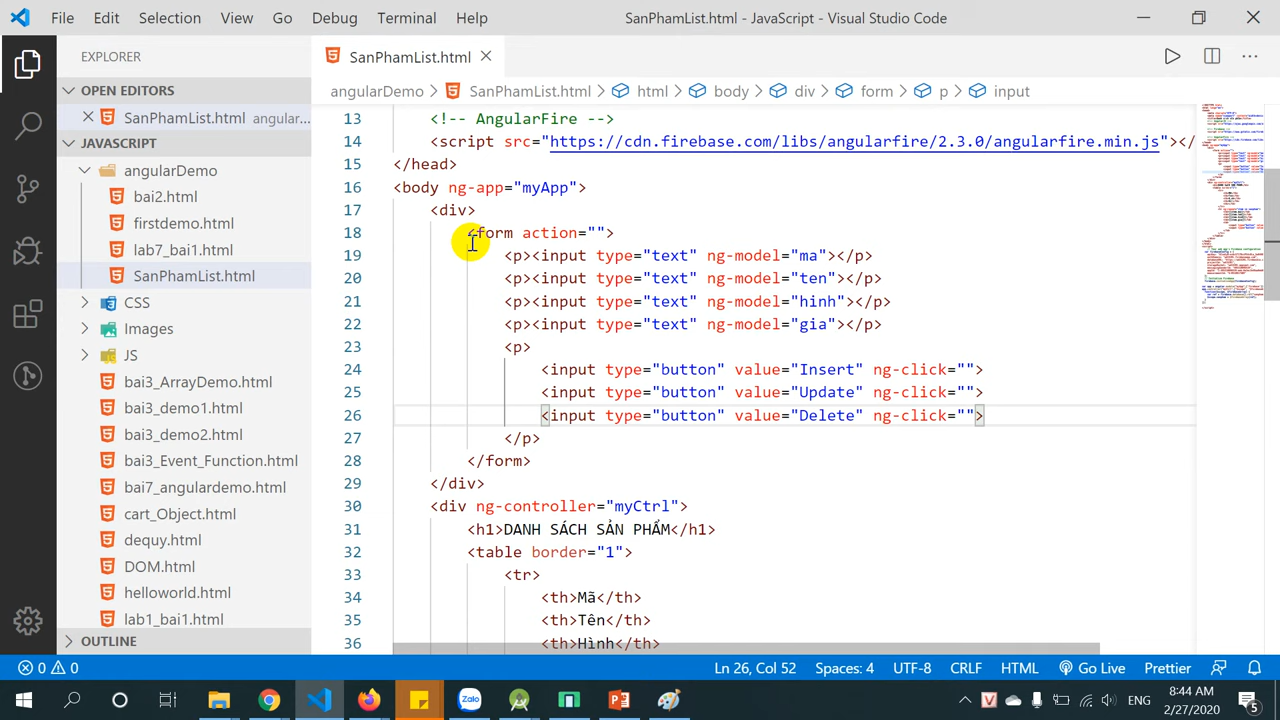 File Edit Selection View Go Debug Terminal Help SanPhamList.html - JavaScript - Visual Studio Code
EXPLORER
OPEN EDITORS
SanPhamList.html angular...
JAVASCRIPT
angularDemo
bai2.html
firstdemo.html
lab7_bai1.html
SanPhamList.html
CSS
Images
JS
bai3_ArrayDemo.html
bai3_demo1.html
bai3_demo2.html
bai3_Event_Function.html
bai7_angulardemo.html
cart_Object.html
dequy.html
DOM.html
helloworld.html
lab1_bai1.html
OUTLINE
SanPhamList.html
angularDemo SanPhamList.html html body div form p input
13 <!-- AngularFire -->
14 <script src="https://cdn.firebase.com/libs/angularfire/2.3.0/angularfire.min.js"></
15 </head>
16 <body ng-app="myApp">
17 <div>
18 <form action="">
19 <p><input type="text" ng-model="ma"></p>
20 <p><input type="text" ng-model="ten"></p>
21 <p><input type="text" ng-model="hinh"></p>
22 <p><input type="text" ng-model="gia"></p>
23 <p>
24 <input type="button" value="Insert" ng-click="">
25 <input type="button" value="Update" ng-click="">
26 <input type="button" value="Delete" ng-click="">
27 </p>
28 </form>
29 </div>
30 <div ng-controller="myCtrl">
31 <h1>DANH SÁCH SẢN PHẨM</h1>
32 <table border="1">
33 <tr>
34 <th>Mã</th>
35 <th>Tên</th>
36 <th>Hình</th>
0 0 Ln 26, Col 52 Spaces: 4 UTF-8 CRLF HTML Go Live Prettier
Zalo ENG 8:44 AM
2/27/2020 5